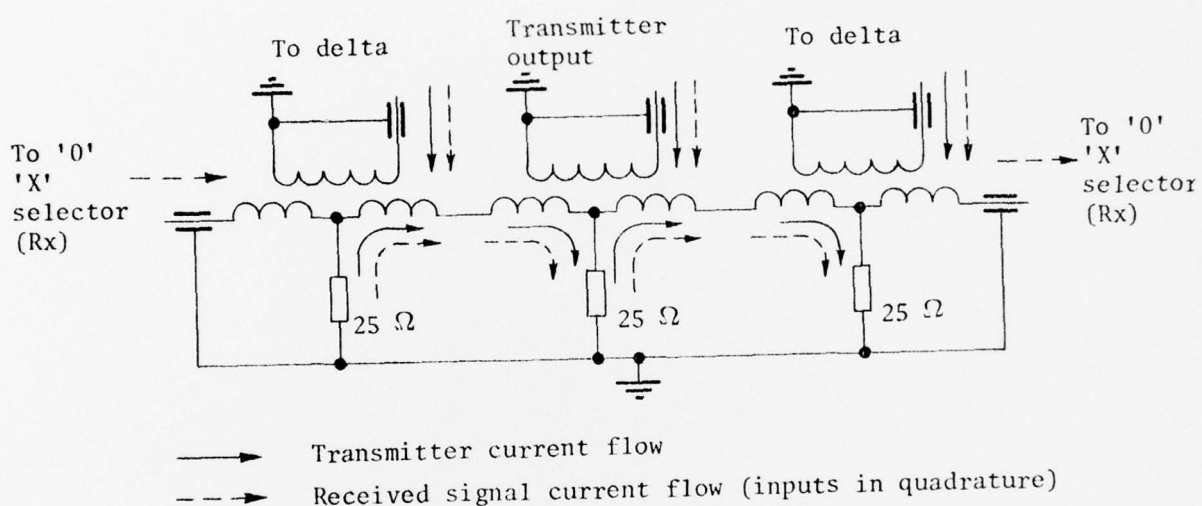 To delta
Transmitter
output
To delta
To '0'
'X'
selector
(Rx)
To '0'
'X'
selector
(Rx)
25 Ω
25 Ω
25 Ω
Transmitter current flow
Received signal current flow (inputs in quadrature)